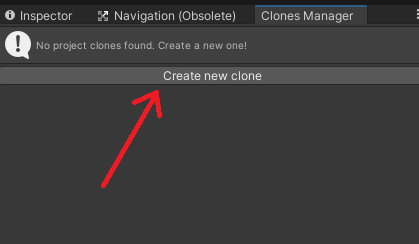 Inspector Navigation (Obsolete) Clones Manager
No project clones found. Create a new one!
Create new clone